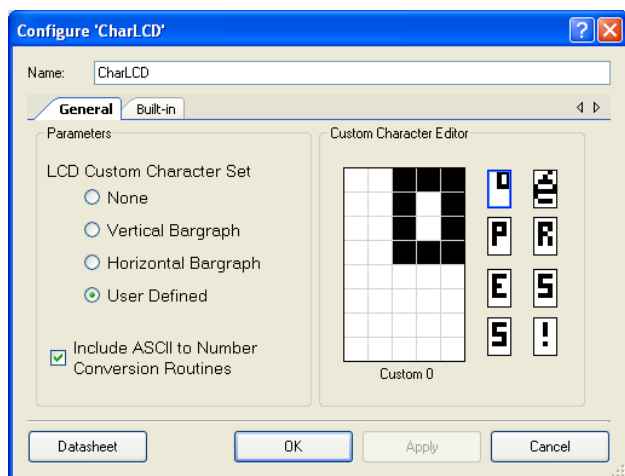 Configure 'CharLCD'
Name: CharLCD
General Built-in
Parameters
LCD Custom Character Set
None
Vertical Bargraph
Horizontal Bargraph
User Defined
Include ASCII to Number
Conversion Routines
Custom Character Editor
P R
E S
S !
Custom 0
Datasheet OK Apply Cancel